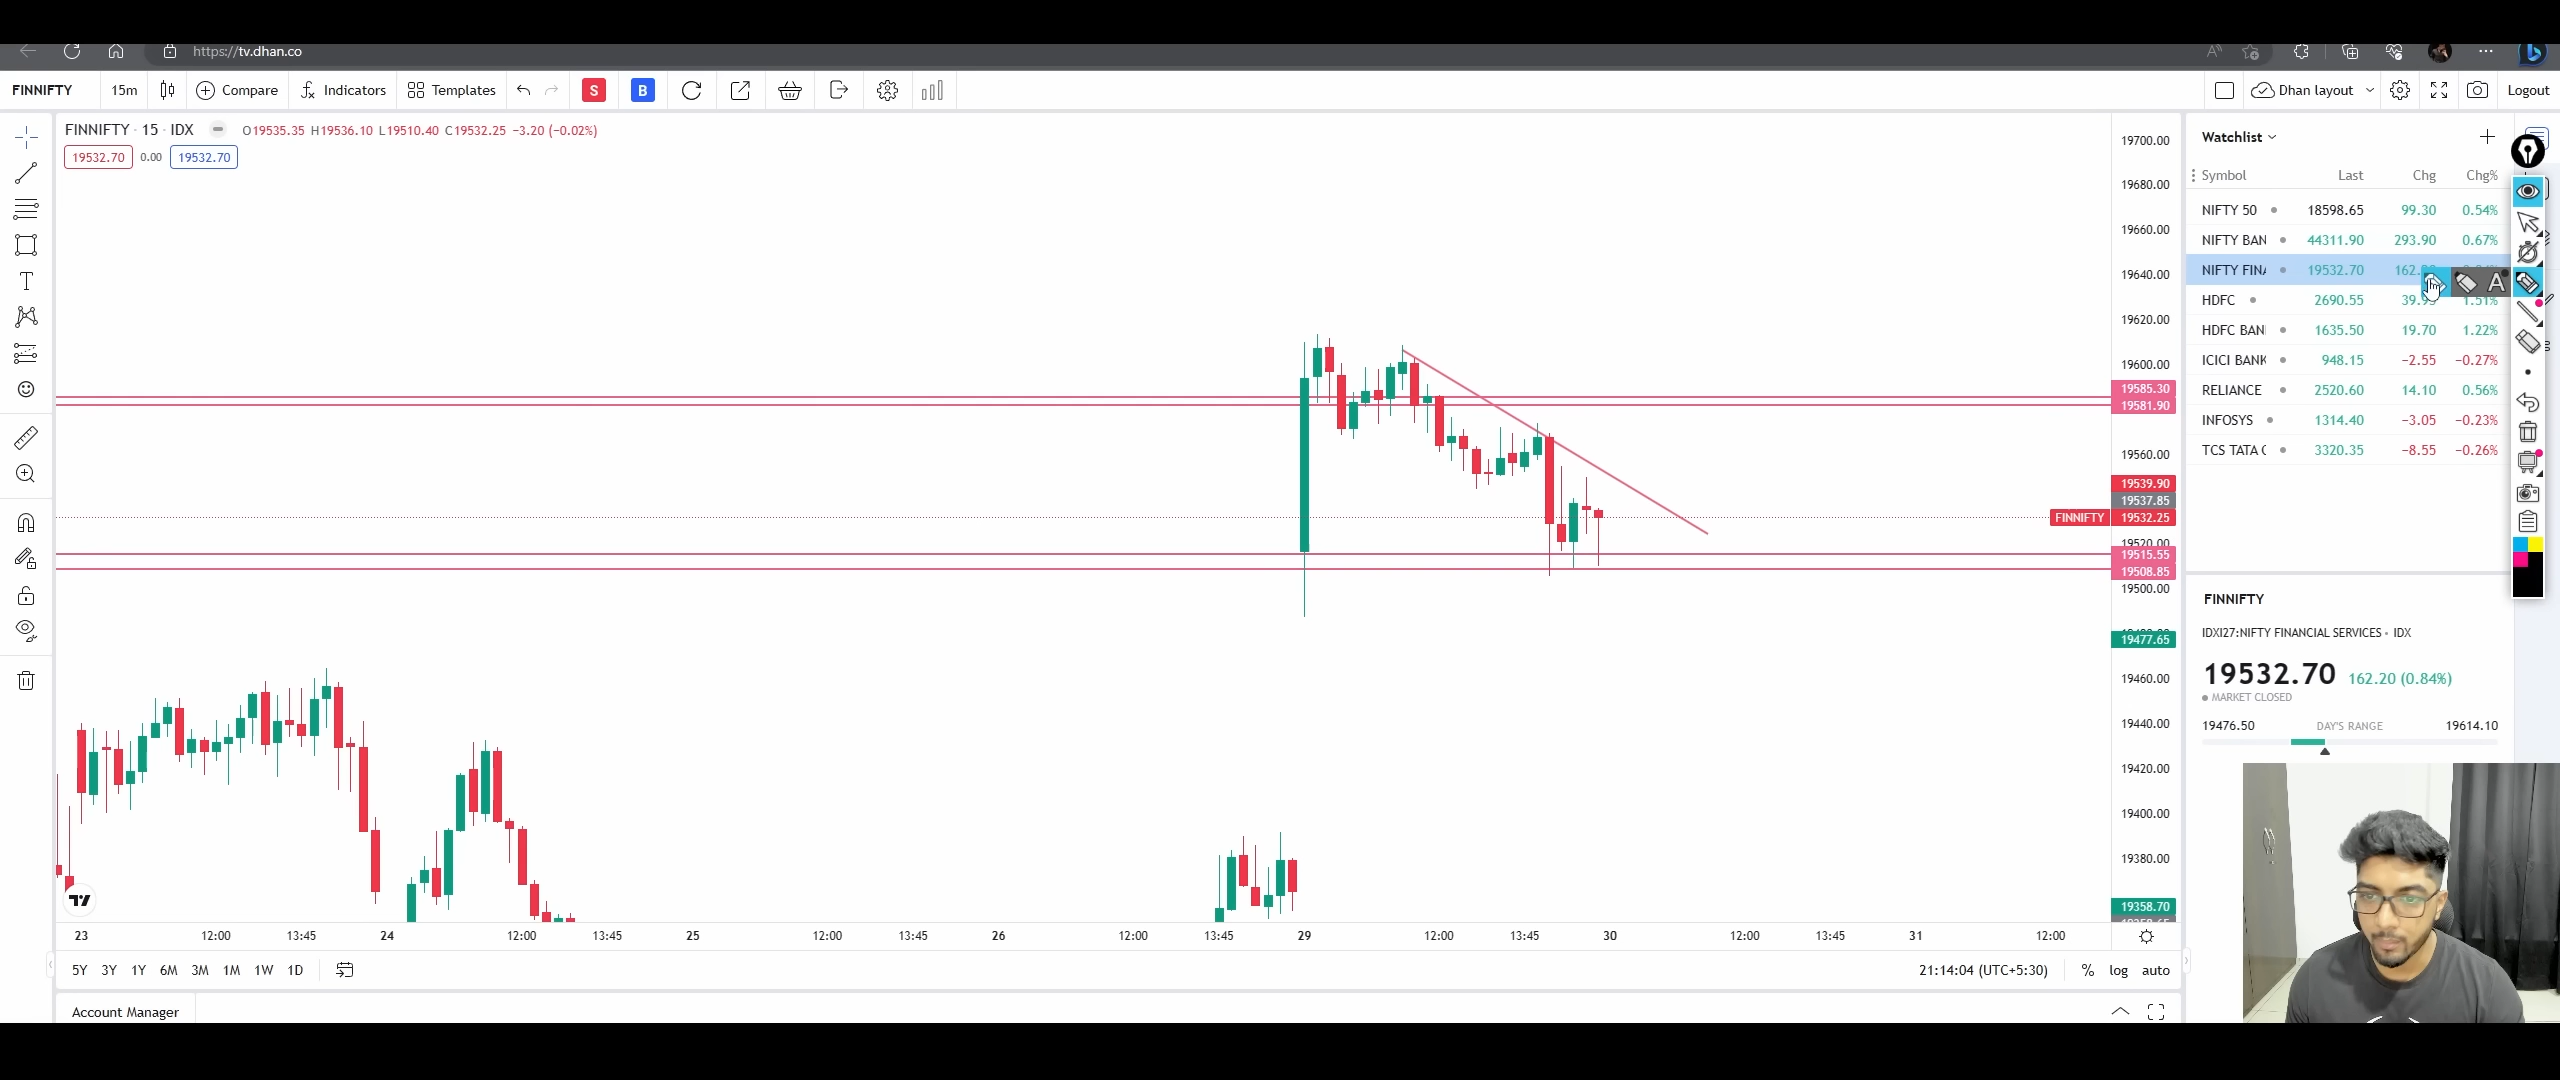 https://tv.dhan.co
FINNIFTY 15m Compare Indicators Templates S B Dhan layout Logout
FINNIFTY · 15 · IDX O19535.35 H19536.10 L19510.40 C19532.25 −3.20 (−0.02%)
19532.70 0.00 19532.70
19700.00
19680.00
19660.00
19640.00
19620.00
19600.00
19585.30
19581.90
19560.00
19539.90
19537.85
FINNIFTY 19532.25
19520.00
19515.55
19508.85
19500.00
19477.65
19460.00
19440.00
19420.00
19400.00
19380.00
19358.70
23 12:00 13:45 24 12:00 13:45 25 12:00 13:45 26 12:00 13:45 29 12:00 13:45 30 12:00 13:45 31 12:00
5Y 3Y 1Y 6M 3M 1M 1W 1D 21:14:04 (UTC+5:30) % log auto
Account Manager
Watchlist
Symbol Last Chg Chg%
NIFTY 50 18598.65 99.30 0.54%
NIFTY BAN 44311.90 293.90 0.67%
NIFTY FINA 19532.70 162.
HDFC 2690.55 39.95 1.51%
HDFC BAN 1635.50 19.70 1.22%
ICICI BANK 948.15 −2.55 −0.27%
RELIANCE 2520.60 14.10 0.56%
INFOSYS 1314.40 −3.05 −0.23%
TCS TATA C 3320.35 −8.55 −0.26%
A
FINNIFTY
IDXI27:NIFTY FINANCIAL SERVICES • IDX
19532.70 162.20 (0.84%)
MARKET CLOSED
19476.50 DAY'S RANGE 19614.10